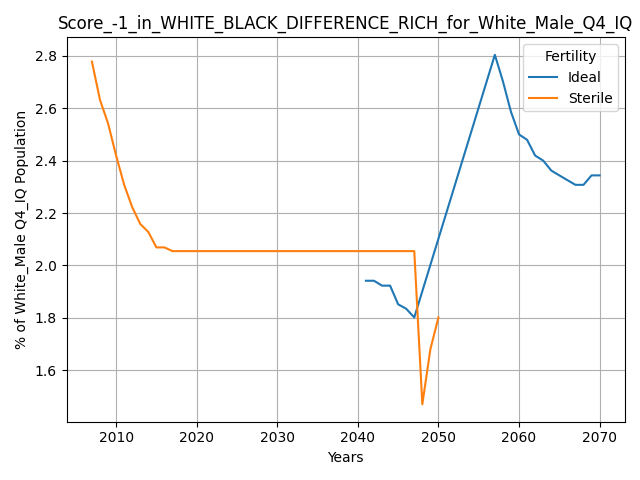 Score_-1_in_WHITE_BLACK_DIFFERENCE_RICH_for_White_Male_Q4_IQ
Fertility
Ideal
Sterile
% of White_Male Q4_IQ Population
2.8
2.6
2.4
2.2
2.0
1.8
1.6
2010 2020 2030 2040 2050 2060 2070
Years